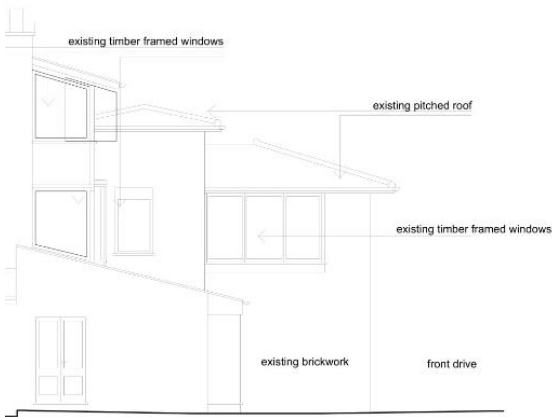 existing timber framed windows
existing pitched roof
existing timber framed windows
existing brickwork
front drive